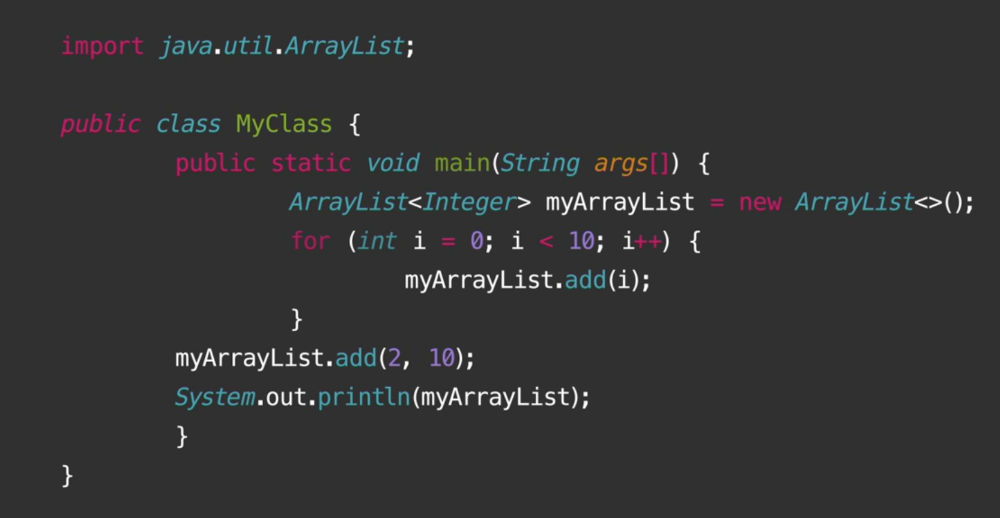 import java.util.ArrayList;
public class MyClass {
public static void main(String args[]) {
ArrayList<Integer> myArrayList = new ArrayList<>();
for (int i = 0; i < 10; i++) {
myArrayList.add(i);
}
myArrayList.add(2, 10);
System.out.println(myArrayList);
}
}